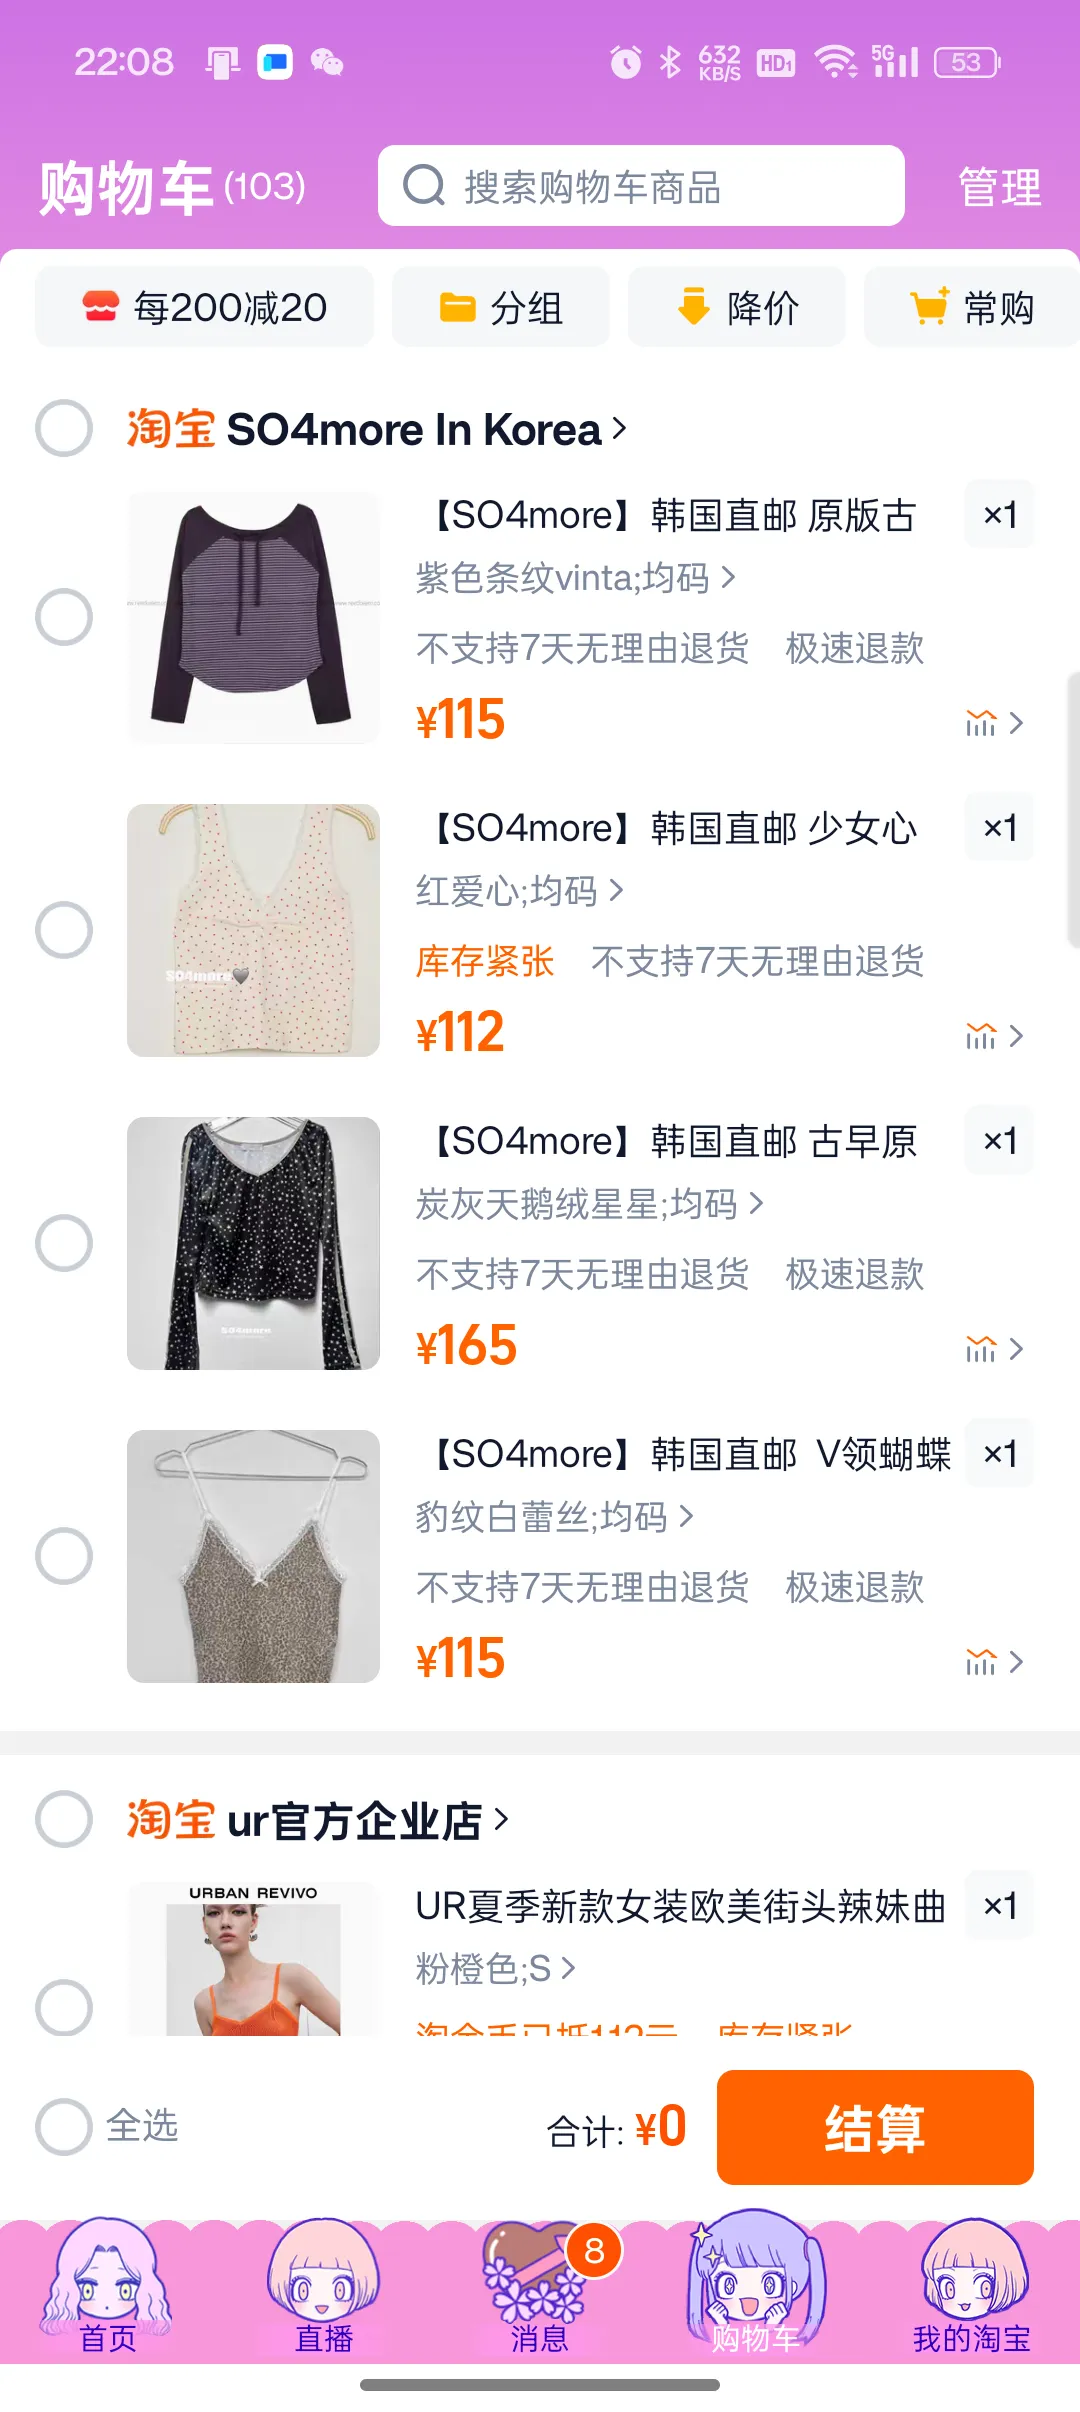 22:08
632 KB/S HD1 5G 53
购物车(103)
搜索购物车商品
管理
每200减20
分组
降价
常购
淘宝 SO4more In Korea
【SO4more】韩国直邮 原版古
×1
紫色条纹vinta;均码
不支持7天无理由退货 极速退款
¥115
【SO4more】韩国直邮 少女心
×1
红爱心;均码
库存紧张 不支持7天无理由退货
¥112
SO4more
【SO4more】韩国直邮 古早原
×1
炭灰天鹅绒星星;均码
不支持7天无理由退货 极速退款
¥165
SO4more
【SO4more】韩国直邮 V领蝴蝶
×1
豹纹白蕾丝;均码
不支持7天无理由退货 极速退款
¥115
淘宝 ur官方企业店
URBAN REVIVO
UR夏季新款女装欧美街头辣妹曲
×1
粉橙色;S
全选
合计: ¥0
结算
8
首页
直播
消息
购物车
我的淘宝